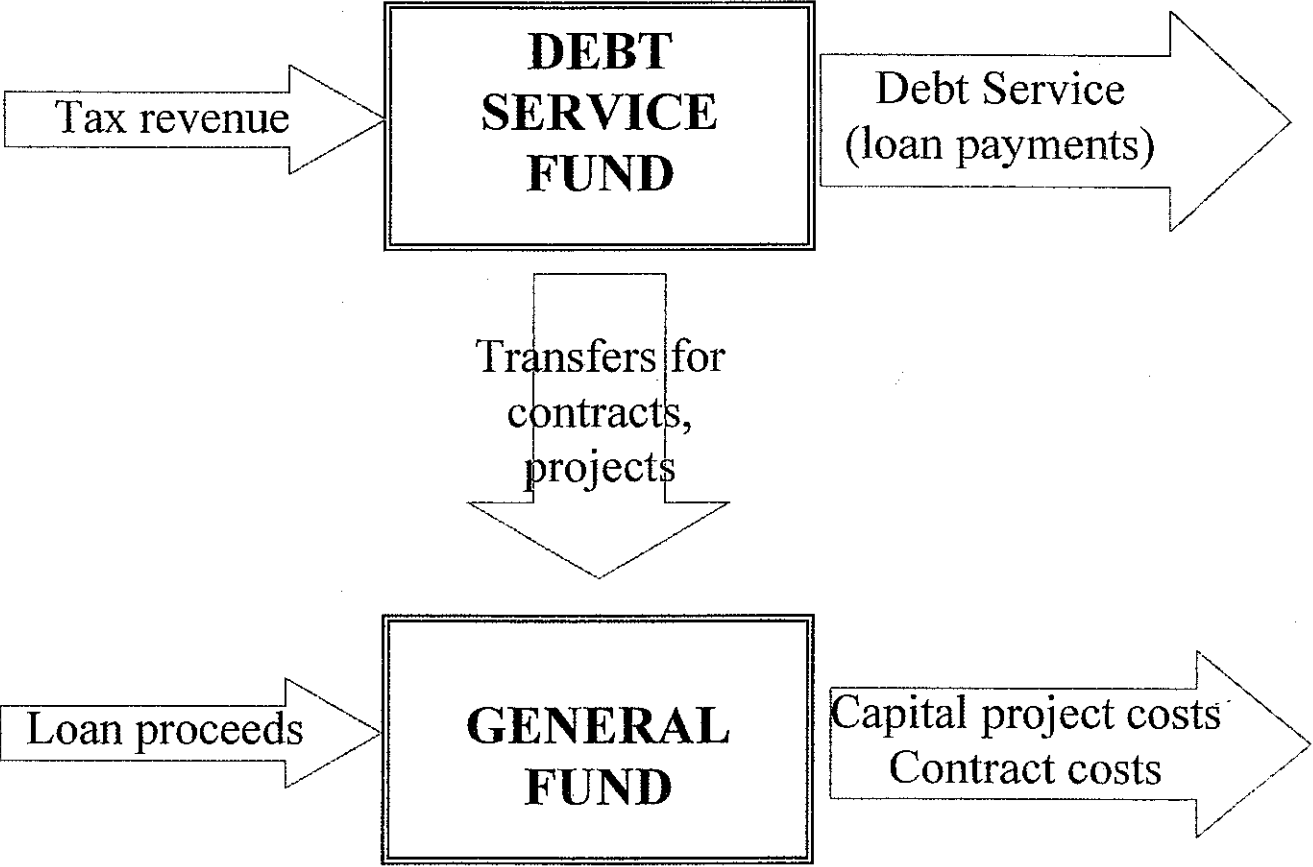 Tax revenue
DEBT
SERVICE
FUND
Debt Service
(loan payments)
Transfers for
contracts,
projects
Loan proceeds
GENERAL
FUND
Capital project costs
Contract costs